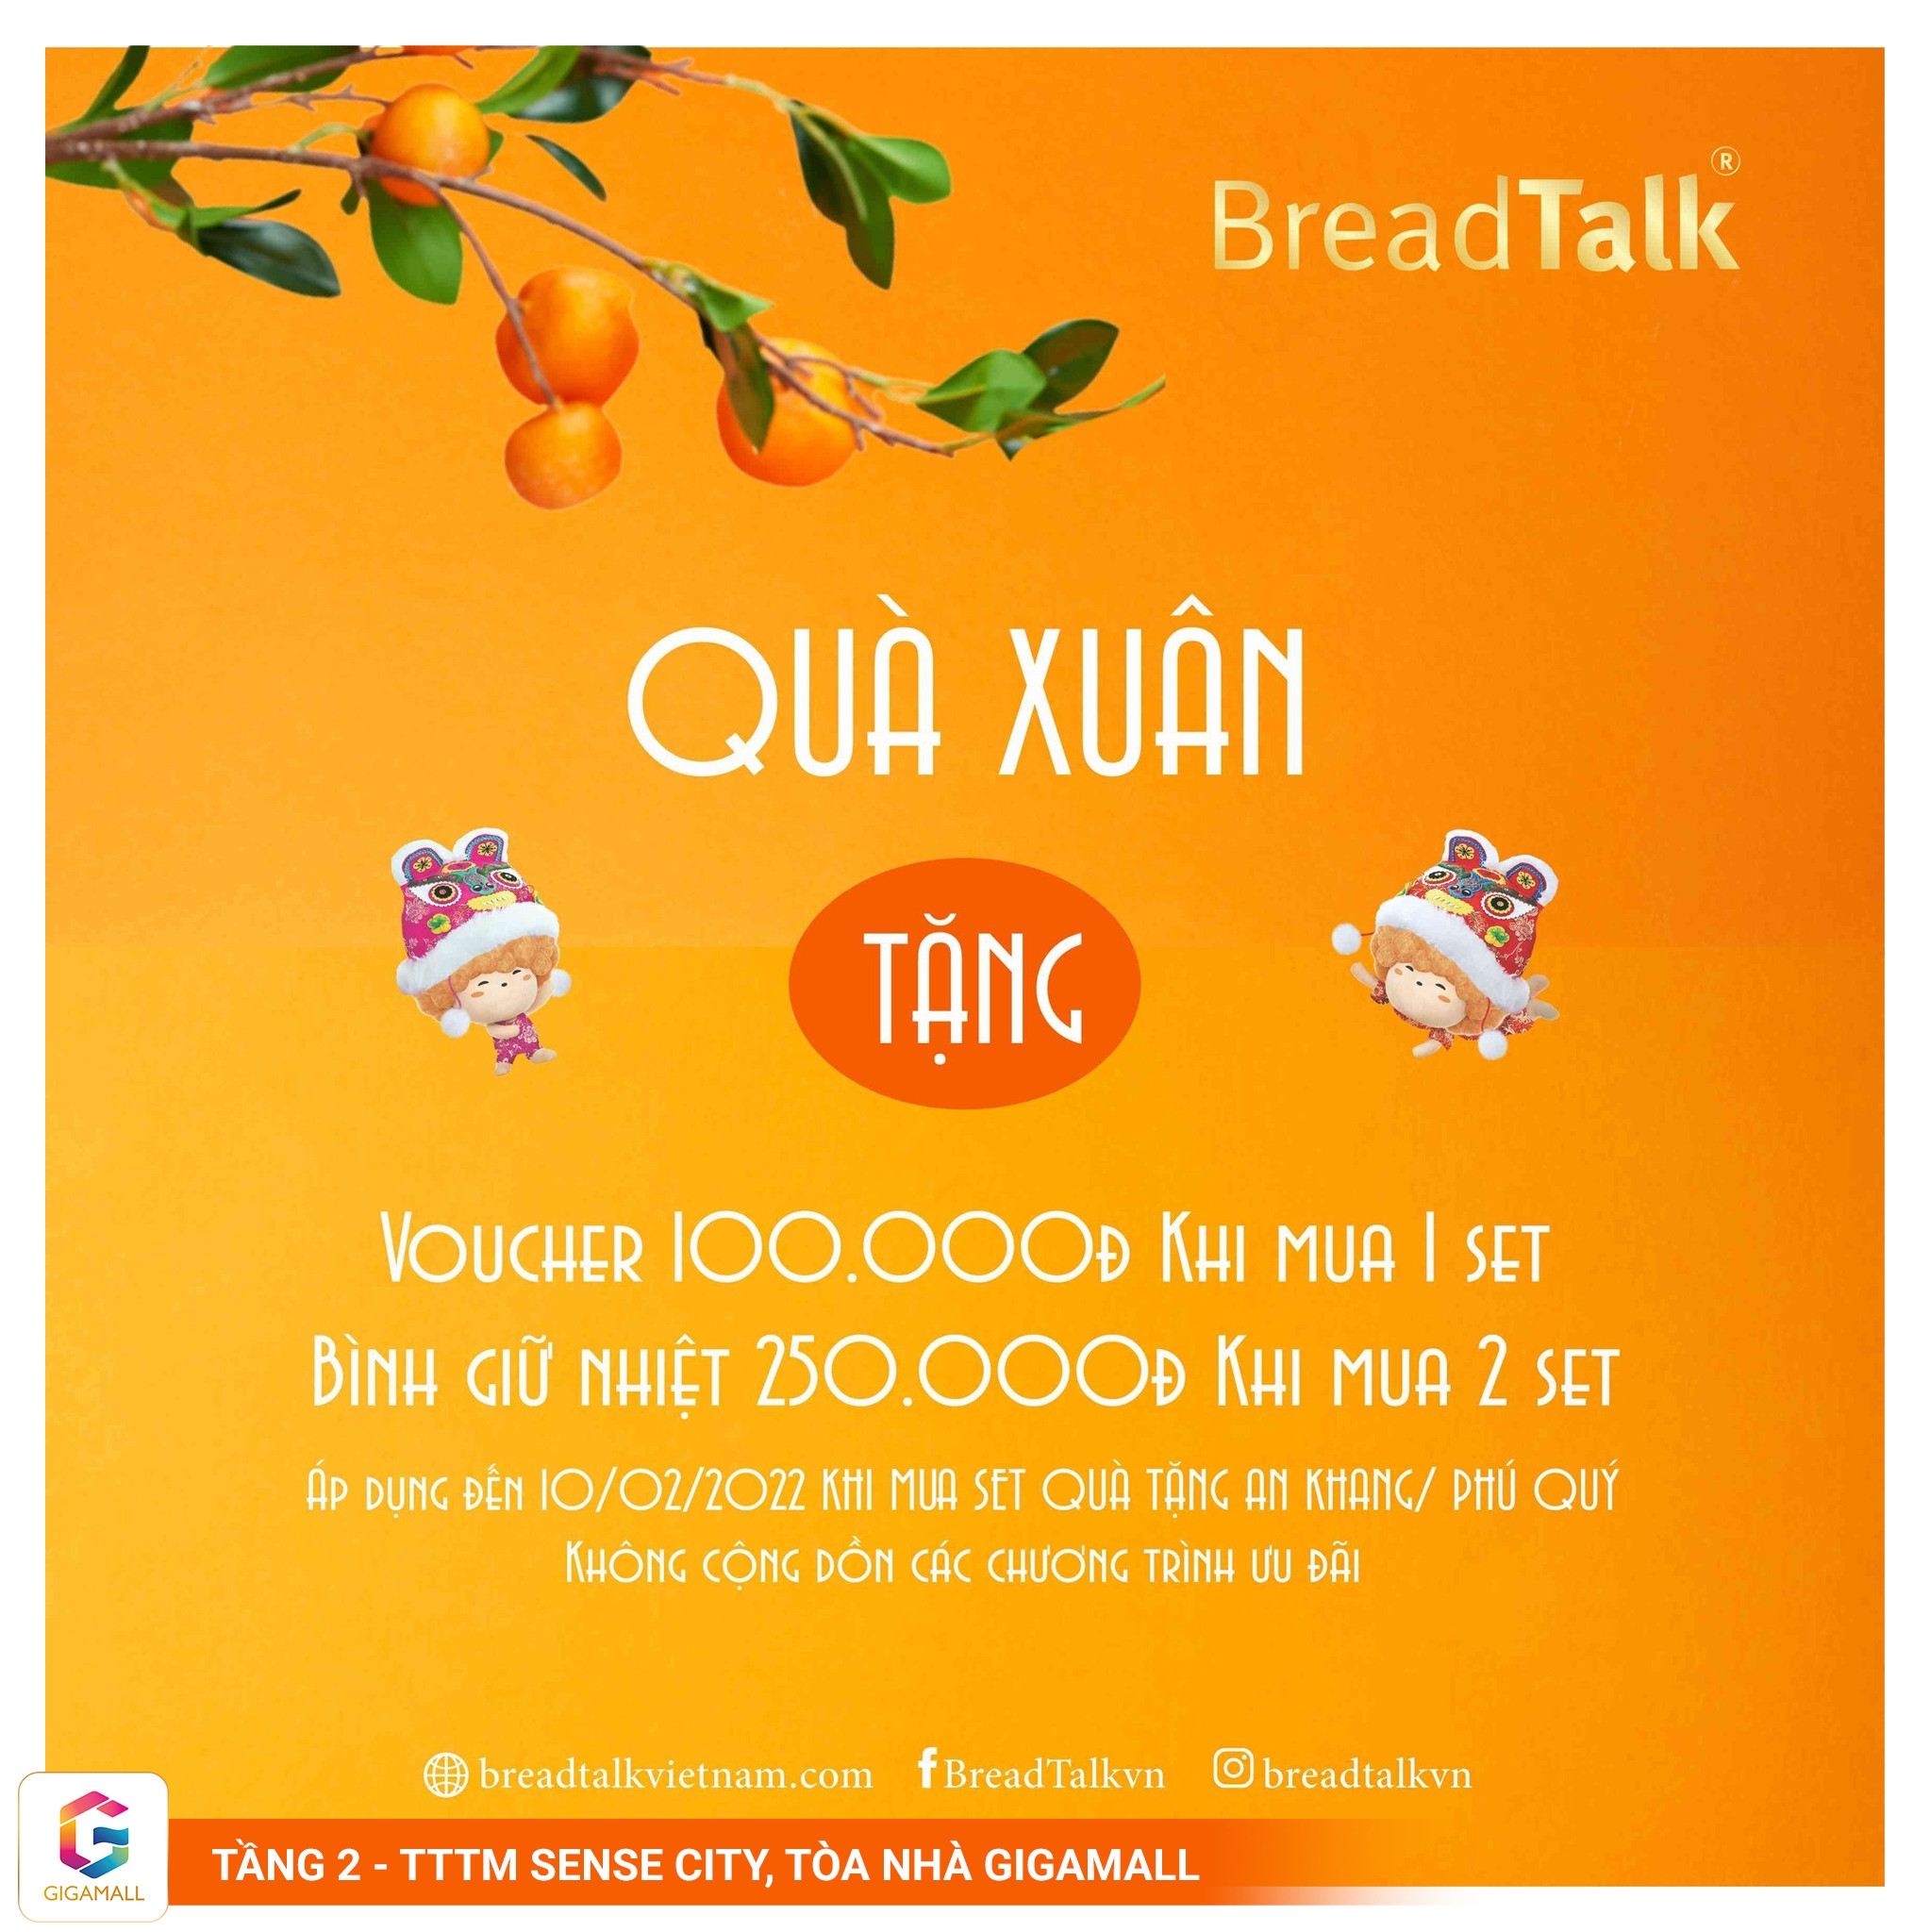 BreadTalk®
QUÀ XUÂN
TẶNG
VOUCHER 100.000Đ KHI MUA 1 SET
BÌNH GIỮ NHIỆT 250.000Đ KHI MUA 2 SET
ÁP DỤNG ĐẾN 10/02/2022 KHI MUA SET QUÀ TẶNG AN KHANG/ PHÚ QUÝ
KHÔNG CỘNG DỒN CÁC CHƯƠNG TRÌNH ƯU ĐÃI
breadtalkvietnam.com BreadTalkvn breadtalkvn
GIGAMALL
TẦNG 2 - TTTM SENSE CITY, TÒA NHÀ GIGAMALL